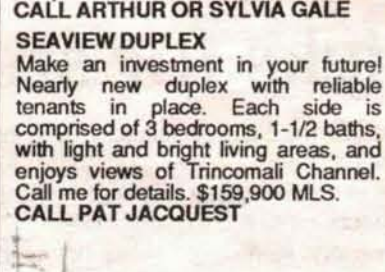 CALL ARTHUR OR SYLVIA GALE
SEAVIEW DUPLEX
Make an investment in your future!
Nearly new duplex with reliable
tenants in place. Each side is
comprised of 3 bedrooms, 1-1/2 baths,
with light and bright living areas, and
enjoys views of Trincomali Channel.
Call me for details. $159,900 MLS.
CALL PAT JACQUEST